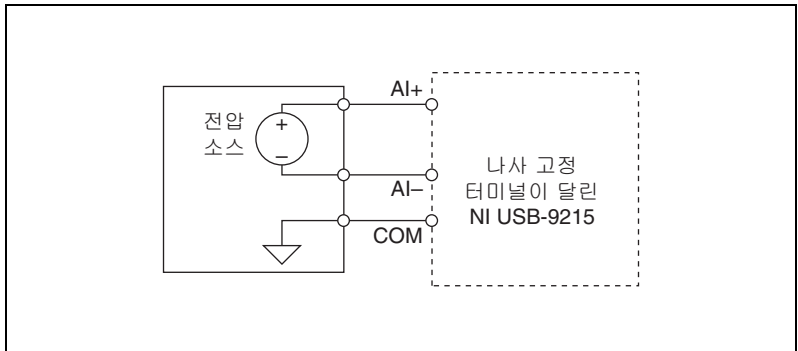 AI+
전압
소스
+
–
AI–
COM
나사 고정
터미널이 달린
NI USB-9215